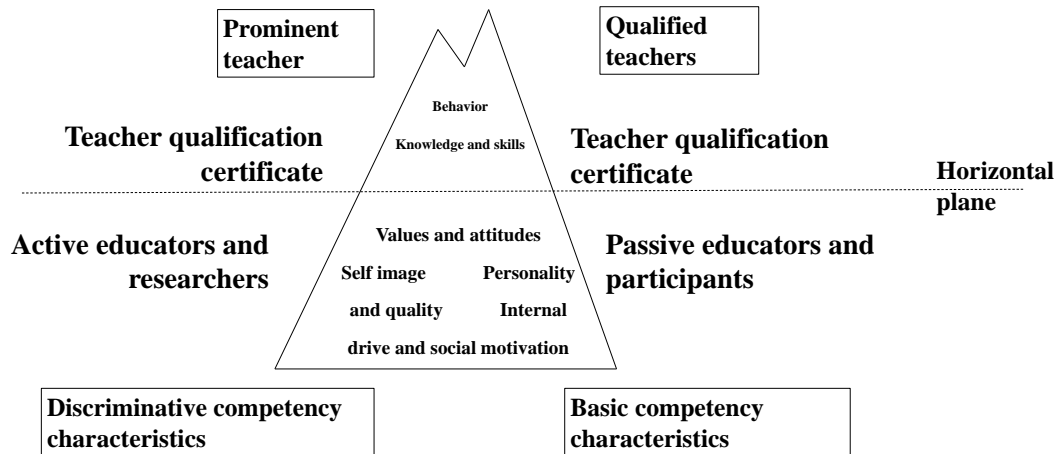 Prominent
teacher
Qualified
teachers
Behavior
Knowledge and skills
Teacher qualification
certificate
Teacher qualification
certificate
Horizontal
plane
Active educators and
researchers
Values and attitudes
Self image Personality
and quality Internal
drive and social motivation
Passive educators and
participants
Discriminative competency
characteristics
Basic competency
characteristics